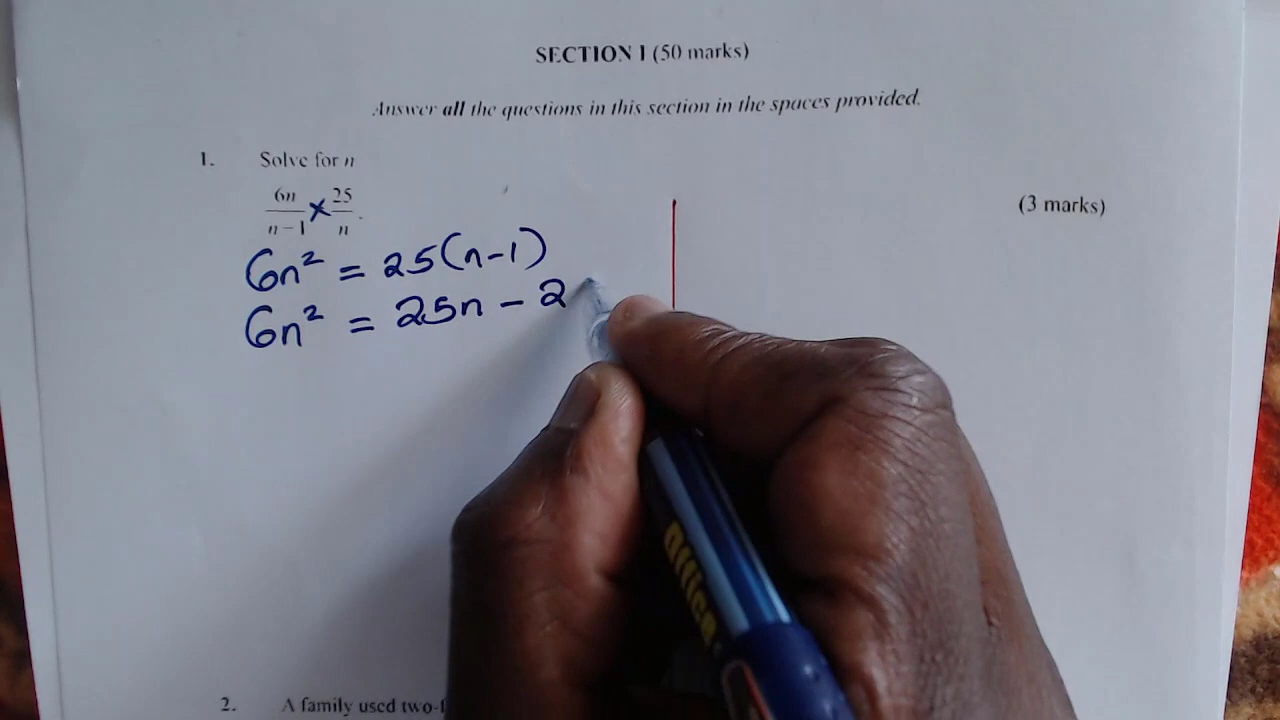 SECTION I (50 marks)
Answer all the questions in this section in the spaces provided.
1. Solve for n
6n/n−1 × 25/n. (3 marks)
6n² = 25(n−1)
6n² = 25n − 2
office
2. A family used two-